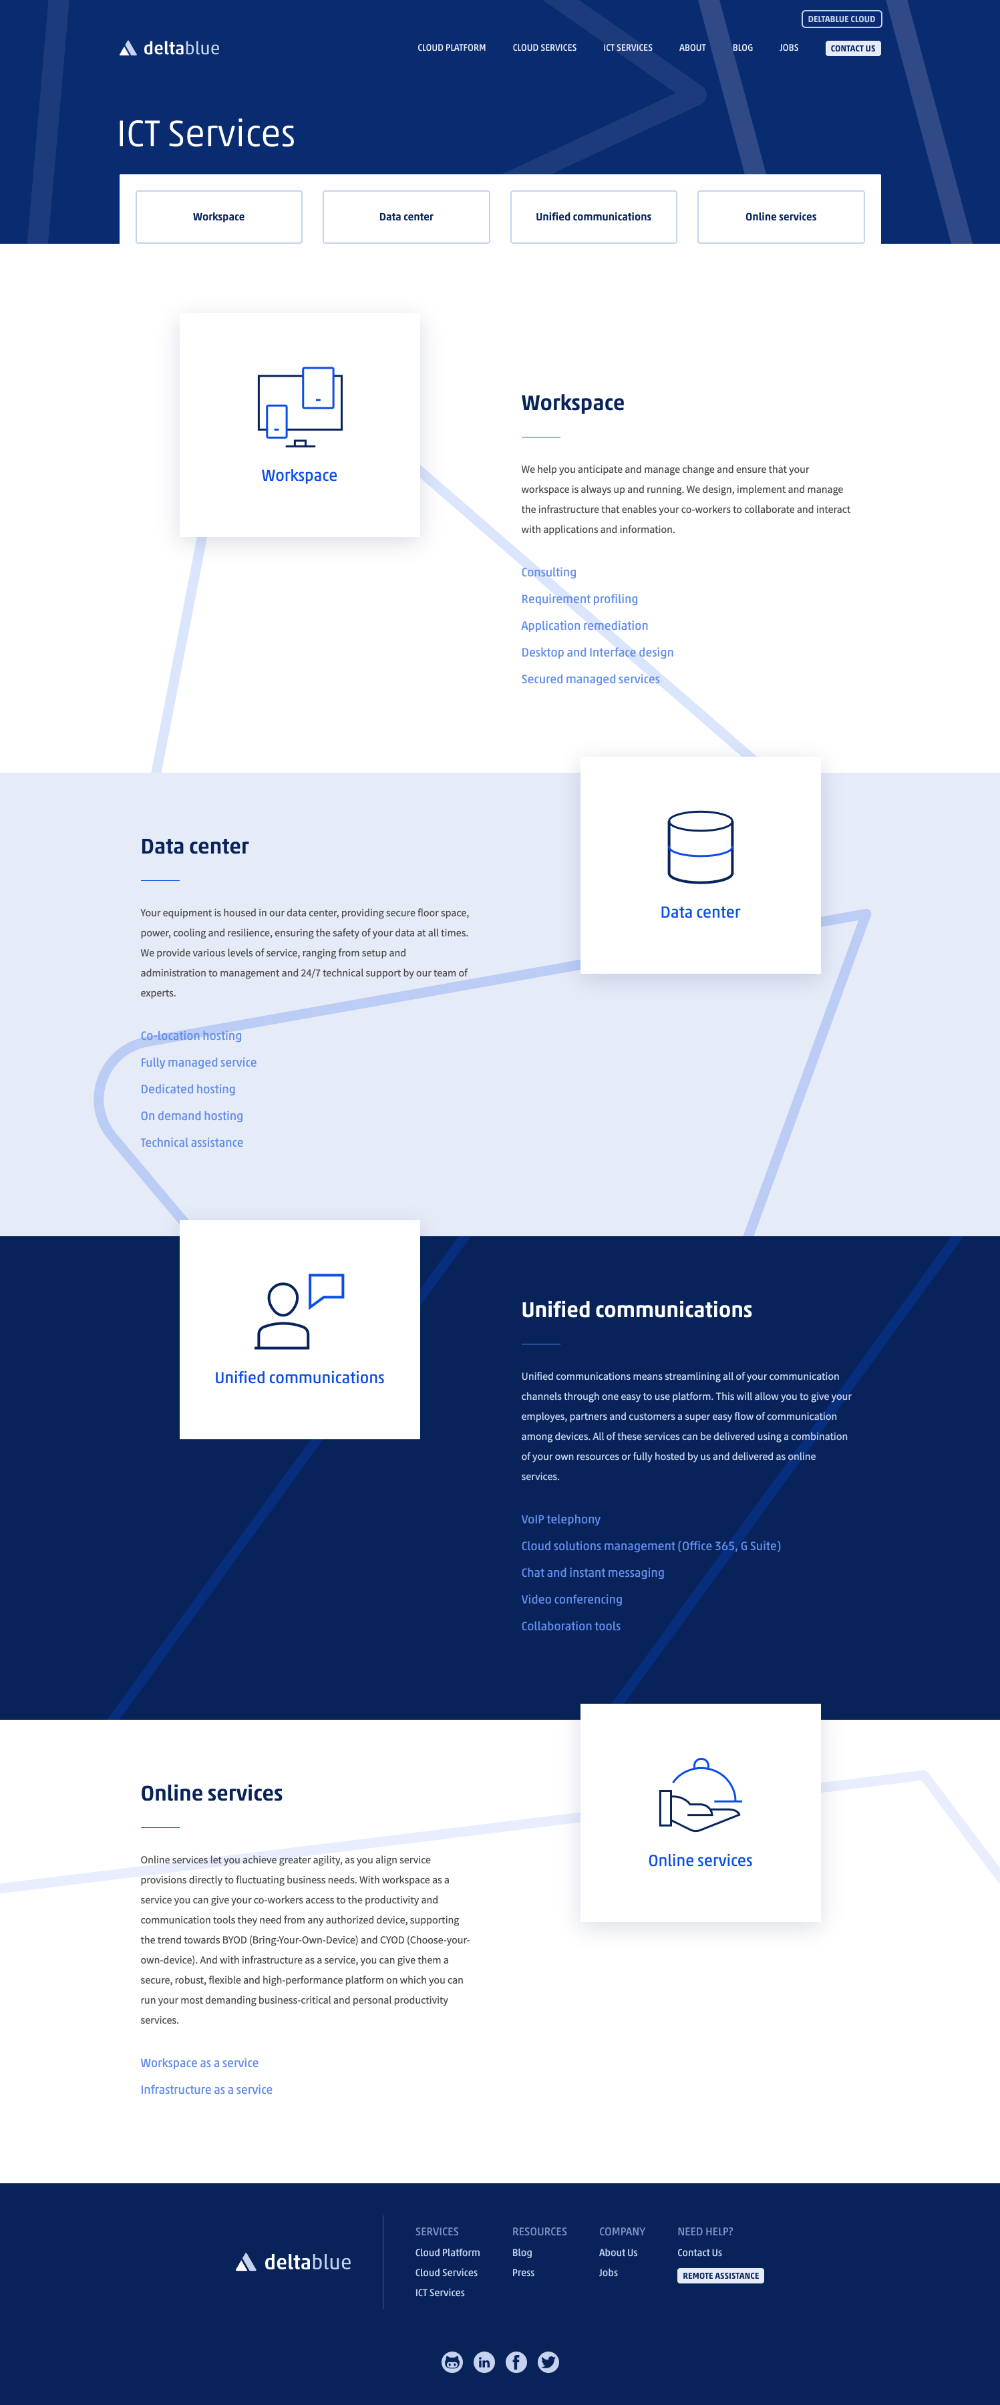 DELTABLUE CLOUD
deltablue
CLOUD PLATFORM CLOUD SERVICES ICT SERVICES ABOUT BLOG JOBS CONTACT US
ICT Services
Workspace Data center Unified communications Online services
Workspace
Workspace
We help you anticipate and manage change and ensure that your
workspace is always up and running. We design, implement and manage
the infrastructure that enables your co-workers to collaborate and interact
with applications and information.
Consulting
Requirement profiling
Application remediation
Desktop and Interface design
Secured managed services
Data center
Your equipment is housed in our data center, providing secure floor space,
power, cooling and resilience, ensuring the safety of your data at all times.
We provide various levels of service, ranging from setup and
administration to management and 24/7 technical support by our team of
experts.
Co-location hosting
Fully managed service
Dedicated hosting
On demand hosting
Technical assistance
Data center
Unified communications
Unified communications
Unified communications means streamlining all of your communication
channels through one easy to use platform. This will allow you to give your
employes, partners and customers a super easy flow of communication
among devices. All of these services can be delivered using a combination
of your own resources or fully hosted by us and delivered as online
services.
VoIP telephony
Cloud solutions management (Office 365, G Suite)
Chat and instant messaging
Video conferencing
Collaboration tools
Online services
Online services let you achieve greater agility, as you align service
provisions directly to fluctuating business needs. With workspace as a
service you can give your co-workers access to the productivity and
communication tools they need from any authorized device, supporting
the trend towards BYOD (Bring-Your-Own-Device) and CYOD (Choose-your-
own-device). And with infrastructure as a service, you can give them a
secure, robust, flexible and high-performance platform on which you can
run your most demanding business-critical and personal productivity
services.
Workspace as a service
Infrastructure as a service
Online services
deltablue
SERVICES
Cloud Platform
Cloud Services
ICT Services
RESOURCES
Blog
Press
COMPANY
About Us
Jobs
NEED HELP?
Contact Us
REMOTE ASSISTANCE